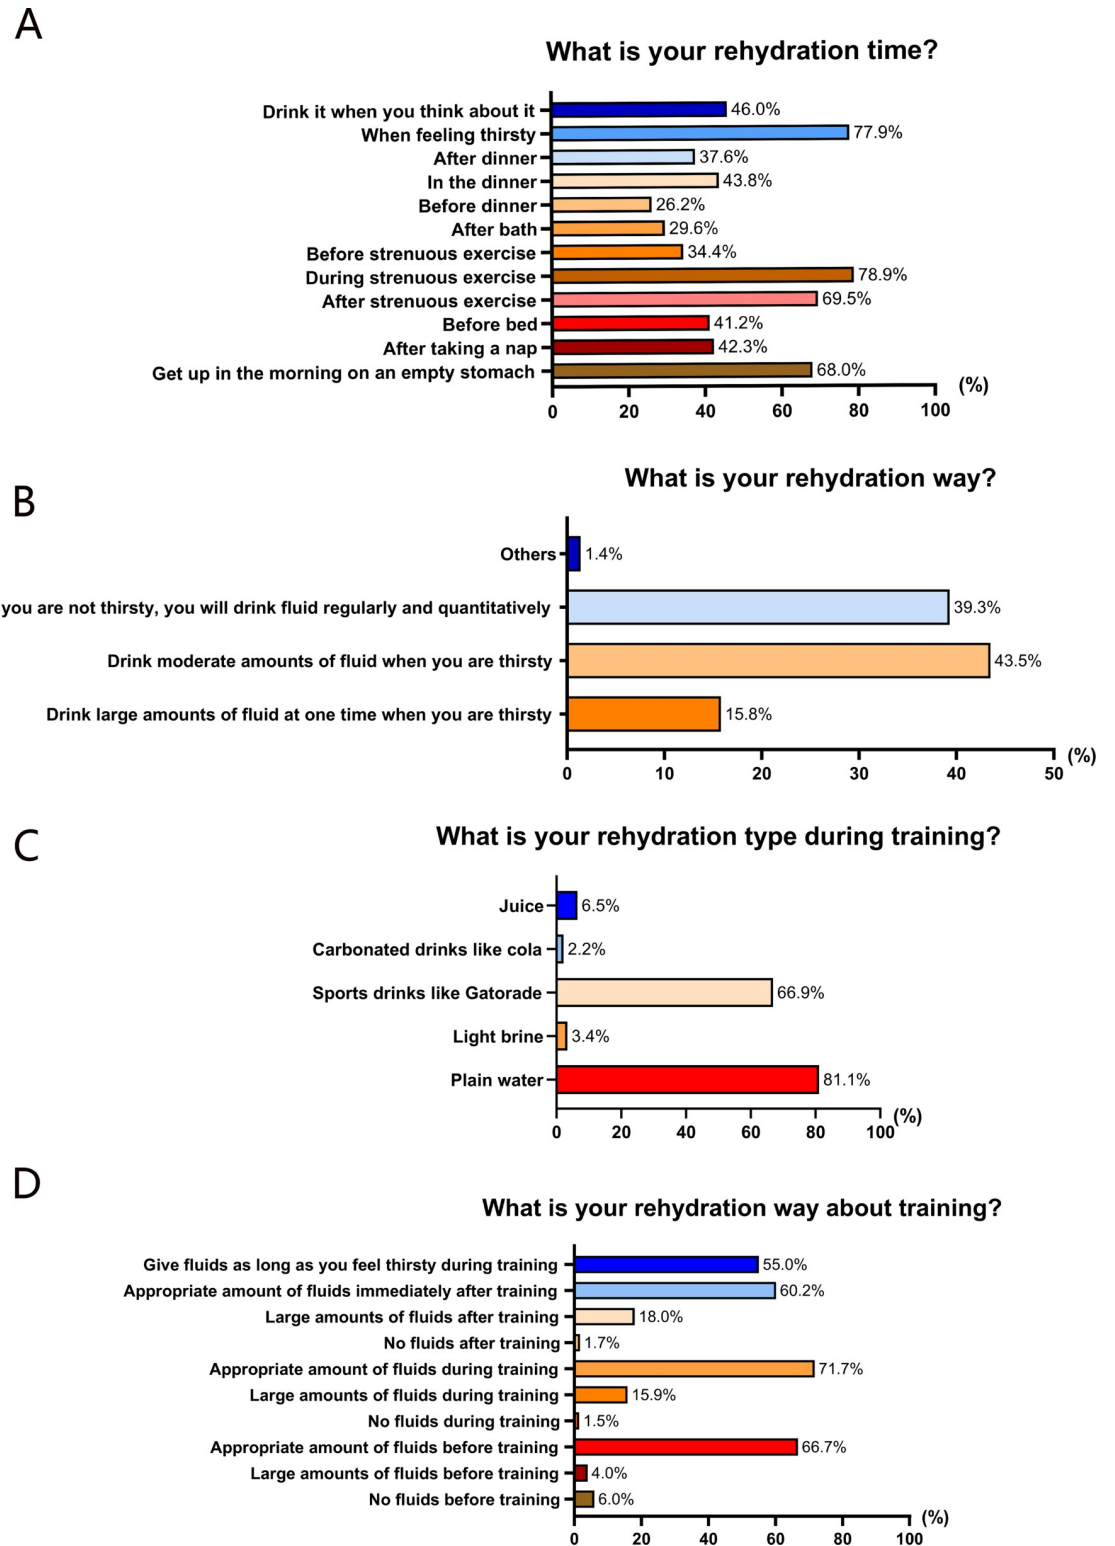 A
What is your rehydration time?
Drink it when you think about it 46.0%
When feeling thirsty 77.9%
After dinner 37.6%
In the dinner 43.8%
Before dinner 26.2%
After bath 29.6%
Before strenuous exercise 34.4%
During strenuous exercise 78.9%
After strenuous exercise 69.5%
Before bed 41.2%
After taking a nap 42.3%
Get up in the morning on an empty stomach 68.0%
(%)
0 20 40 60 80 100
What is your rehydration way?
B
Others 1.4%
you are not thirsty, you will drink fluid regularly and quantitatively 39.3%
Drink moderate amounts of fluid when you are thirsty 43.5%
Drink large amounts of fluid at one time when you are thirsty 15.8%
(%)
0 10 20 30 40 50
What is your rehydration type during training?
C
Juice 6.5%
Carbonated drinks like cola 2.2%
Sports drinks like Gatorade 66.9%
Light brine 3.4%
Plain water 81.1%
(%)
0 20 40 60 80 100
D
What is your rehydration way about training?
Give fluids as long as you feel thirsty during training 55.0%
Appropriate amount of fluids immediately after training 60.2%
Large amounts of fluids after training 18.0%
No fluids after training 1.7%
Appropriate amount of fluids during training 71.7%
Large amounts of fluids during training 15.9%
No fluids during training 1.5%
Appropriate amount of fluids before training 66.7%
Large amounts of fluids before training 4.0%
No fluids before training 6.0%
(%)
0 20 40 60 80 100